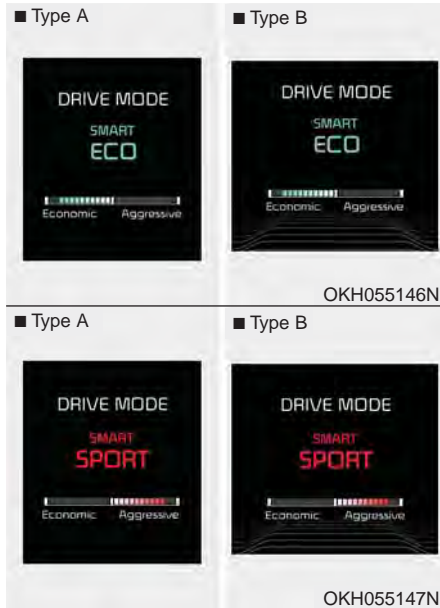 ■ Type A
■ Type B
DRIVE MODE
SMART
ECO
Economic Aggressive
DRIVE MODE
SMART
ECO
Economic Aggressive
OKH055146N
■ Type A
■ Type B
DRIVE MODE
SMART
SPORT
Economic Aggressive
DRIVE MODE
SMART
SPORT
Economic Aggressive
OKH055147N